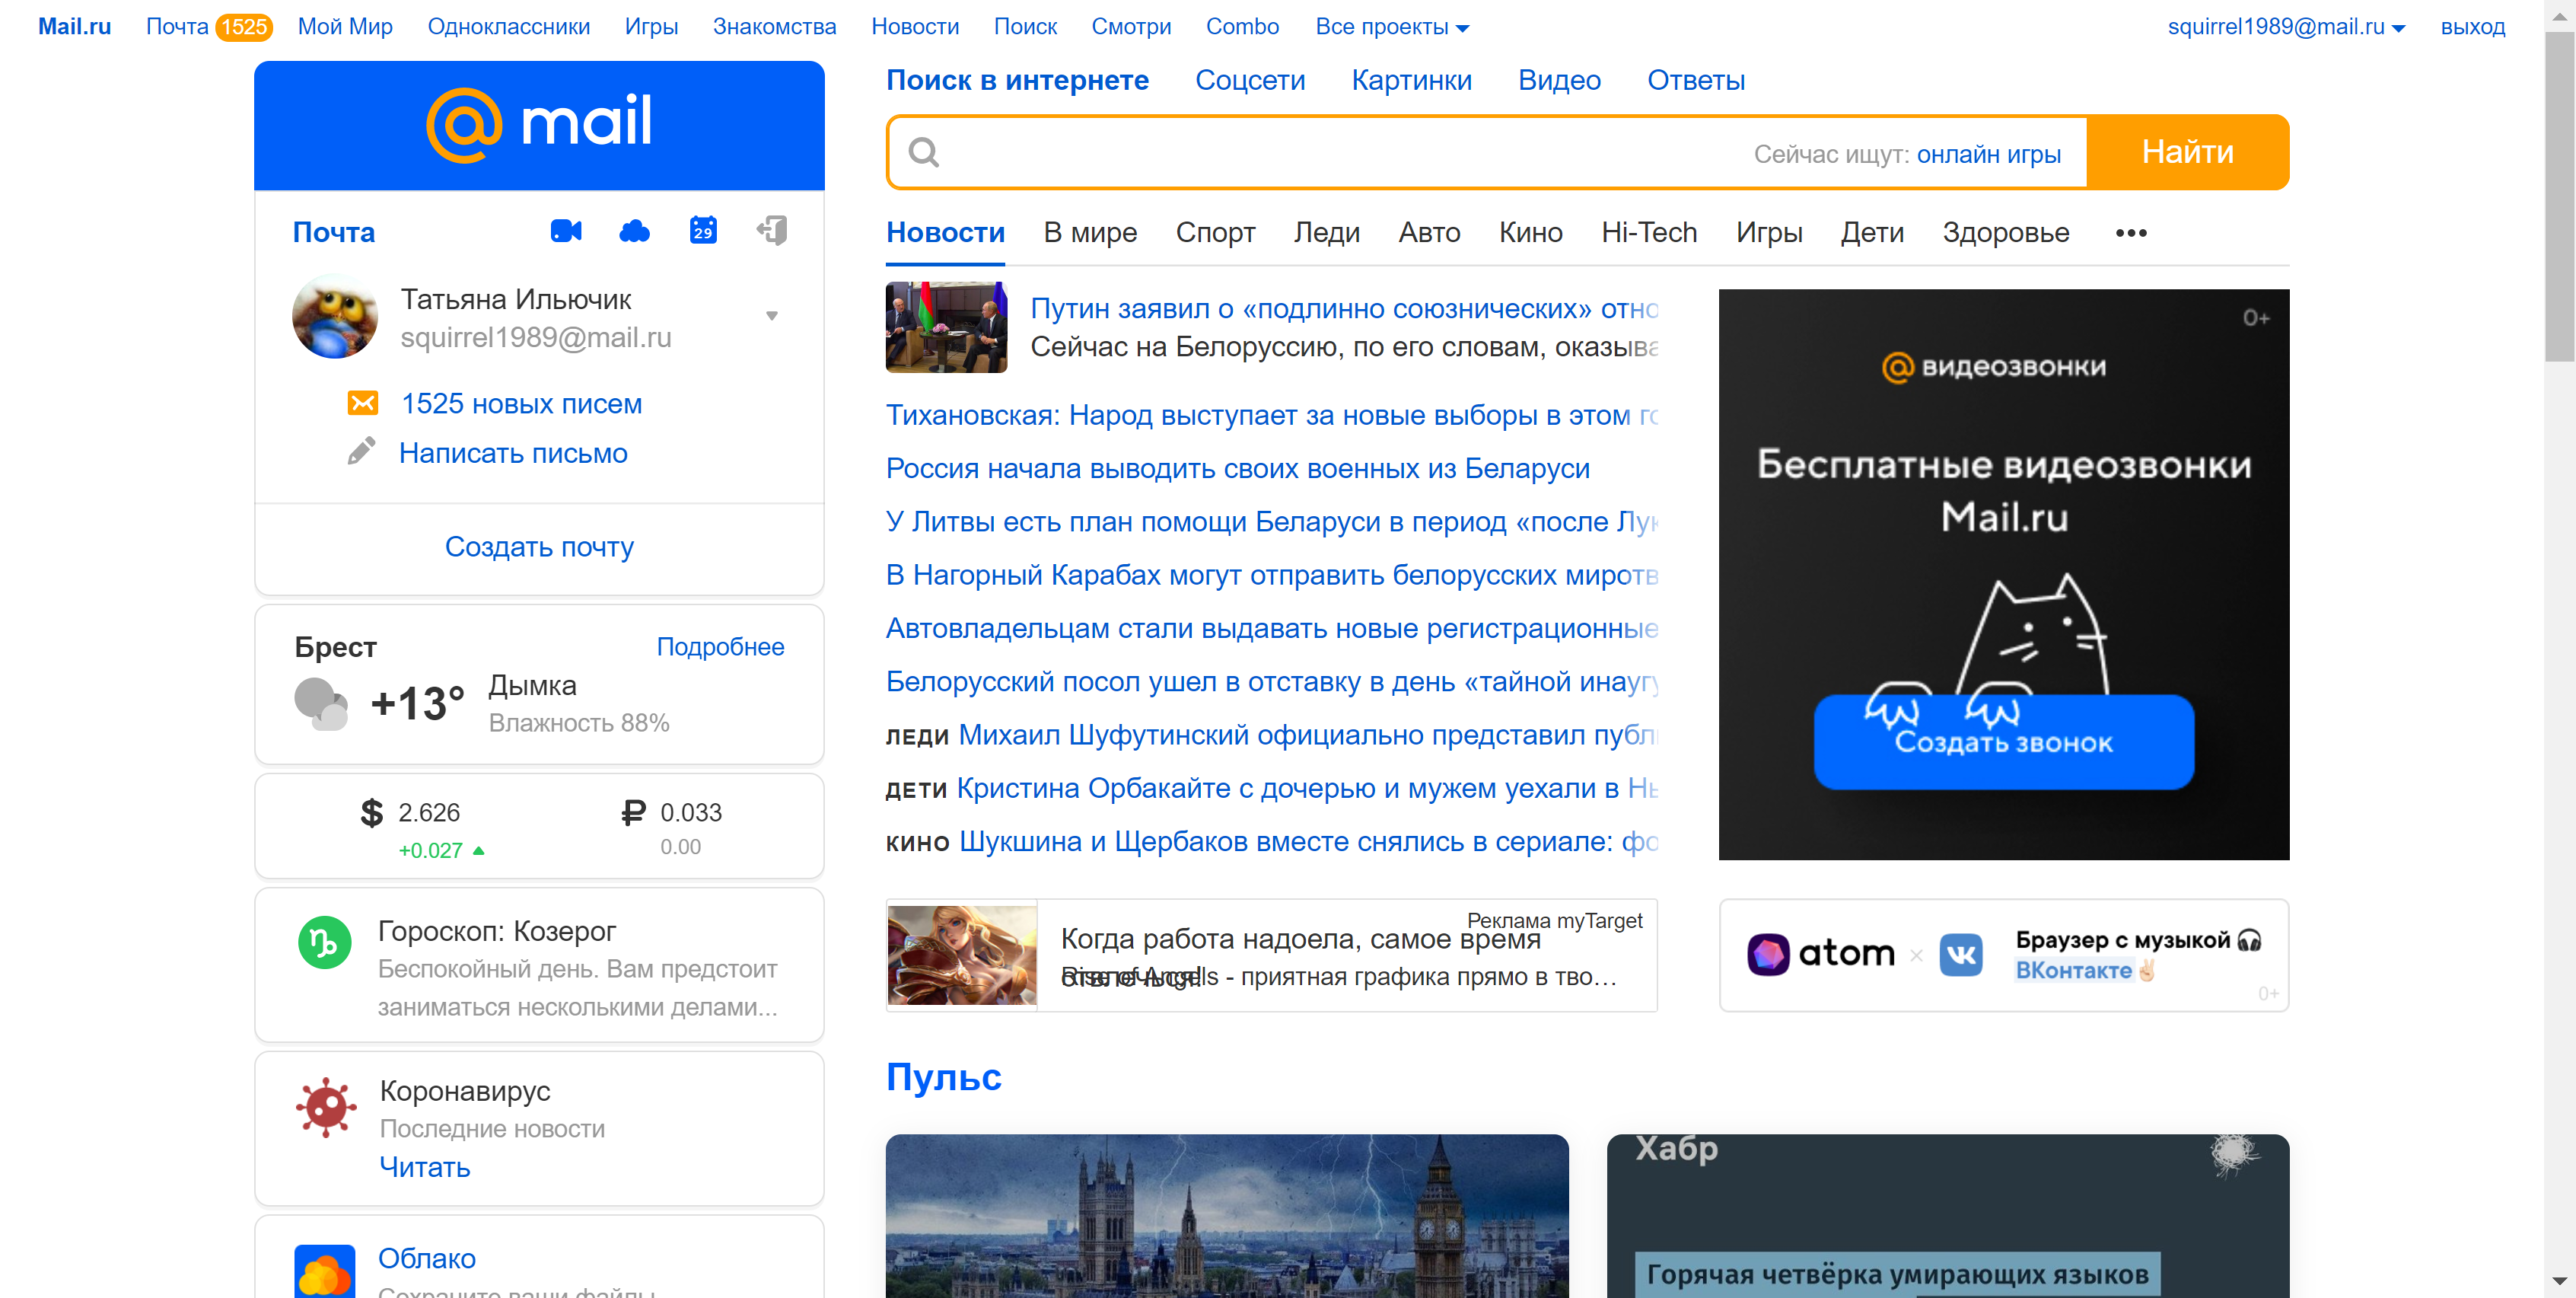 Mail.ru Почта 1525 Мой Мир Одноклассники Игры Знакомства Новости Поиск Смотри Combo Все проекты squirrel1989@mail.ru выход
@ mail
Почта
29
Татьяна Ильючик
squirrel1989@mail.ru
1525 новых писем
Написать письмо
Создать почту
Брест Подробнее
+13° Дымка
Влажность 88%
$ 2.626 ₽ 0.033
+0.027 0.00
Гороскоп: Козерог
Беспокойный день. Вам предстоит
заниматься несколькими делами...
Коронавирус
Последние новости
Читать
Облако
Сохраните ваши файлы
Поиск в интернете Соцсети Картинки Видео Ответы
Сейчас ищут: онлайн игры Найти
Новости В мире Спорт Леди Авто Кино Hi-Tech Игры Дети Здоровье •••
Путин заявил о «подлинно союзнических»
Сейчас на Белоруссию, по его словам,
Тихановская: Народ выступает за новые выборы в этом
Россия начала выводить своих военных из Беларуси
У Литвы есть план помощи Беларуси в период «после
В Нагорный Карабах могут отправить белорусских
Автовладельцам стали выдавать новые регистрационные
Белорусский посол ушел в отставку в день «тайной
ЛЕДИ Михаил Шуфутинский официально представил
ДЕТИ Кристина Орбакайте с дочерью и мужем уехали в
КИНО Шукшина и Щербаков вместе снялись в сериале:
Реклама myTarget
Когда работа надоела, самое время
отвлечься!
Rise of Angels - приятная графика прямо в тво...
0+
@ видеозвонки
Бесплатные видеозвонки
Mail.ru
Создать звонок
atom × VK
Браузер с музыкой
ВКонтакте
0+
Пульс
Хабр
Горячая четвёрка умирающих языков